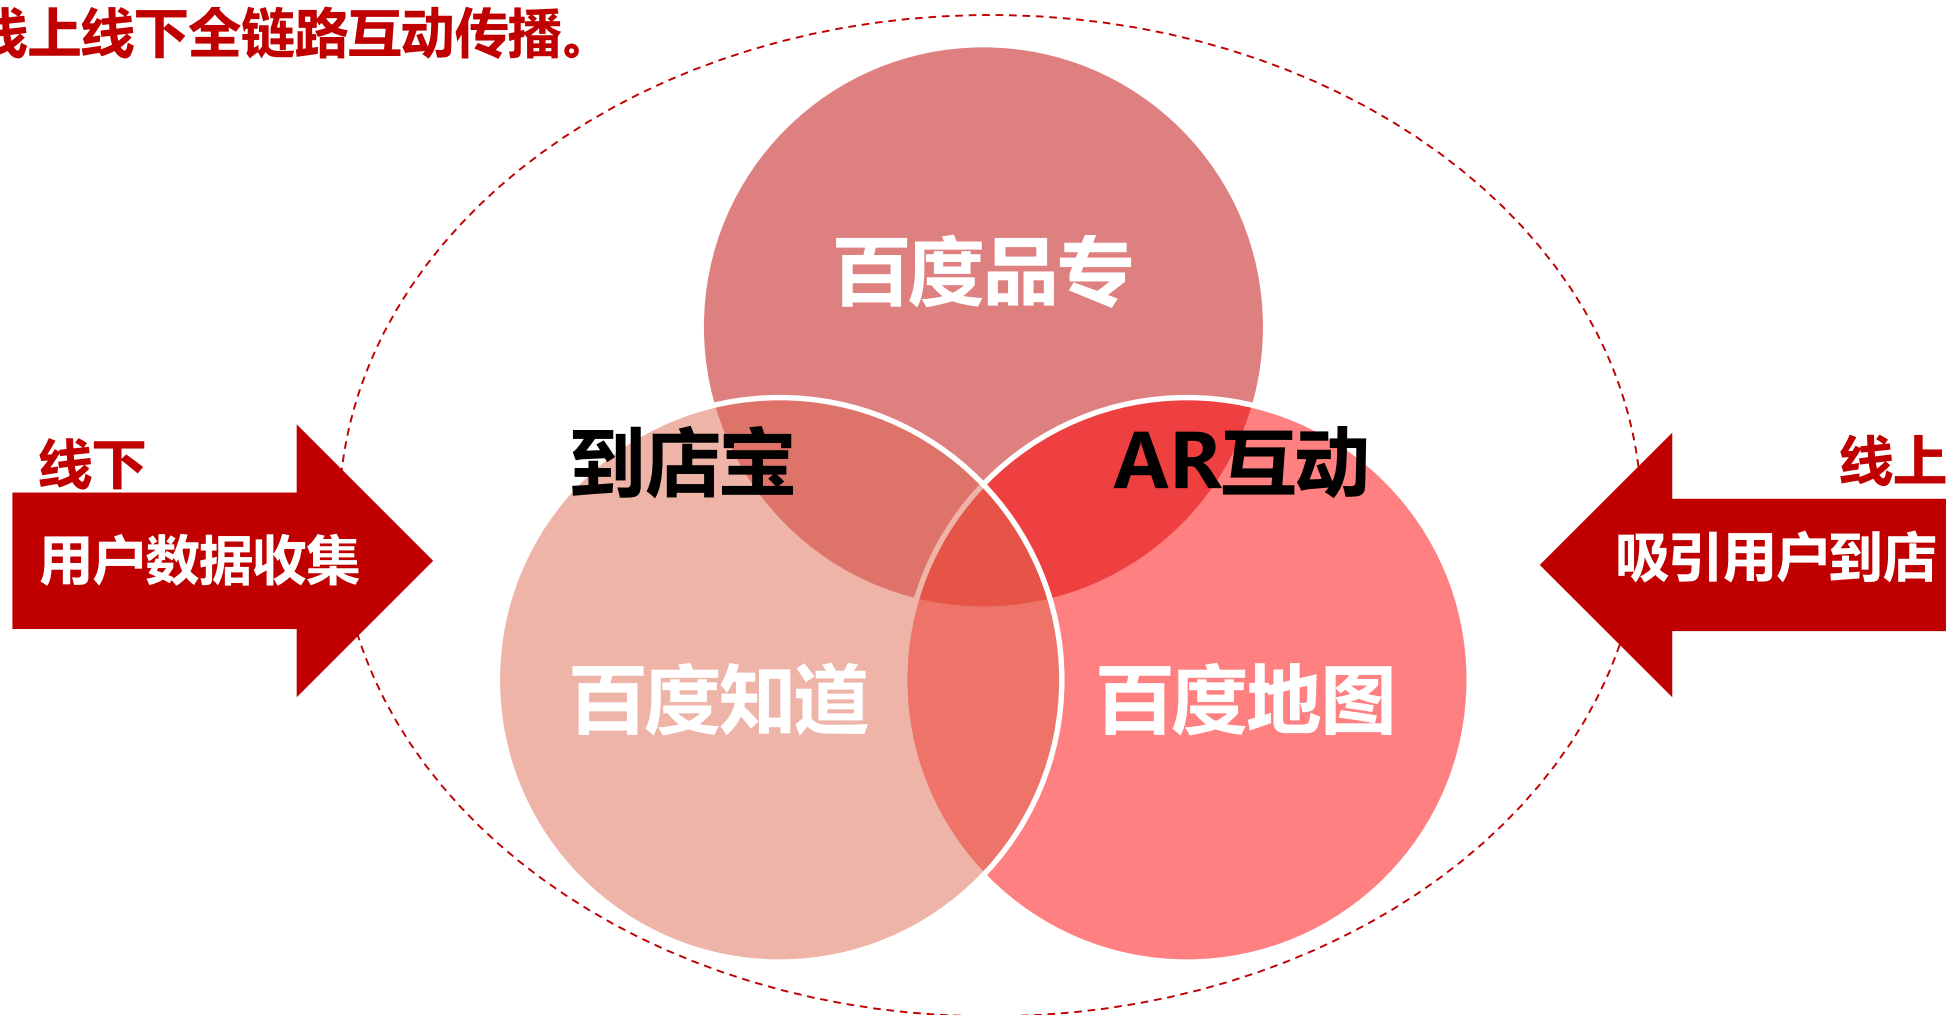 线上线下全链路互动传播。
百度品专
到店宝
AR互动
线下
用户数据收集
线上
吸引用户到店
百度知道
百度地图